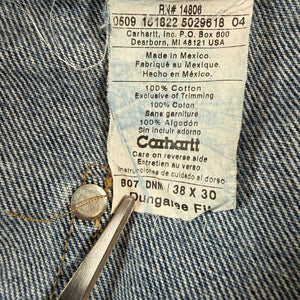 RN# 14806
0509 161822 5029618 04
Carhartt, Inc. P.O. Box 600
Dearborn, MI 48121 USA
Made in Mexico.
Fabriqué au Mexique.
Hecho en México.
100% Cotton
Exclusive of Trimming
100% Coton
Sans garniture
100% Algodón
Sin incluir adorno
Carhartt
Care on reverse side
Entretien au verso
Instrucciones de cuidado al dorso
B07 DNM 38 X 30
Dungaree Fit